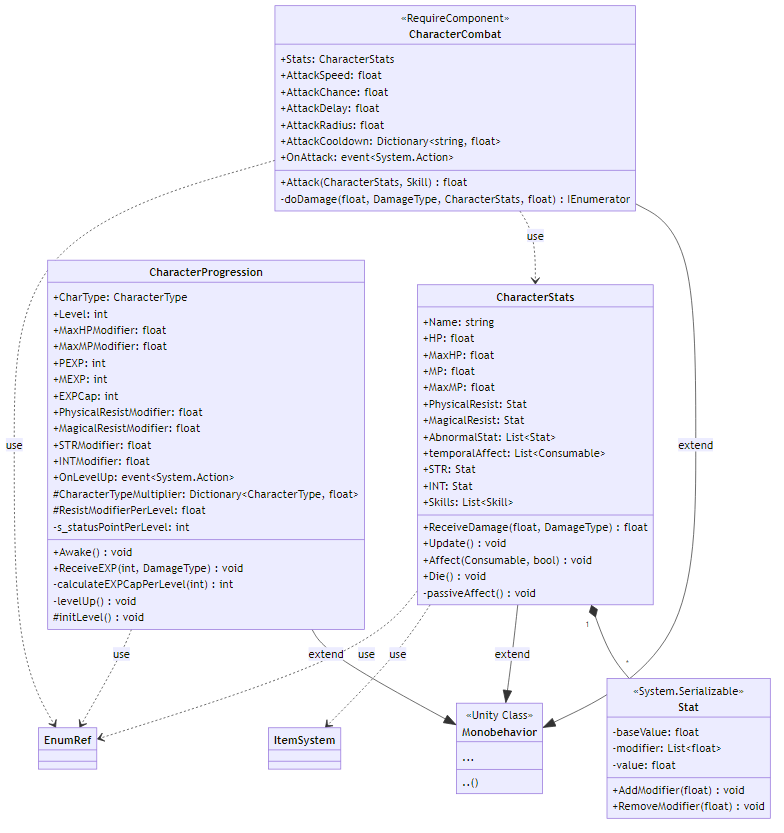 «RequireComponent»
CharacterCombat
+Stats: CharacterStats
+AttackSpeed: float
+AttackChance: float
+AttackDelay: float
+AttackRadius: float
+AttackCooldown: Dictionary<string, float>
+OnAttack: event<System.Action>
+Attack(CharacterStats, Skill) : float
-doDamage(float, DamageType, CharacterStats, float) : IEnumerator
use
CharacterProgression
+CharType: CharacterType
+Level: int
+MaxHPModifier: float
+MaxMPModifier: float
+PEXP: int
+MEXP: int
+EXPCap: int
+PhysicalResistModifier: float
+MagicalResistModifier: float
+STRModifier: float
+INTModifier: float
+OnLevelUp: event<System.Action>
#CharacterTypeMultiplier: Dictionary<CharacterType, float>
#ResistModifierPerLevel: float
-s_statusPointPerLevel: int
+Awake() : void
+ReceiveEXP(int, DamageType) : void
-calculateEXPCapPerLevel(int) : int
-levelUp() : void
#initLevel() : void
CharacterStats
+Name: string
+HP: float
+MaxHP: float
+MP: float
+MaxMP: float
+PhysicalResist: Stat
+MagicalResist: Stat
+AbnormalStat: List<Stat>
+temporalAffect: List<Consumable>
+STR: Stat
+INT: Stat
+Skills: List<Skill>
+ReceiveDamage(float, DamageType) : float
+Update() : void
+Affect(Consumable, bool) : void
+Die() : void
-passiveAffect() : void
use
extend
1
use
extend
use
use
extend
*
EnumRef
ItemSystem
«Unity Class»
Monobehavior
...
..()
«System.Serializable»
Stat
-baseValue: float
-modifier: List<float>
-value: float
+AddModifier(float) : void
+RemoveModifier(float) : void